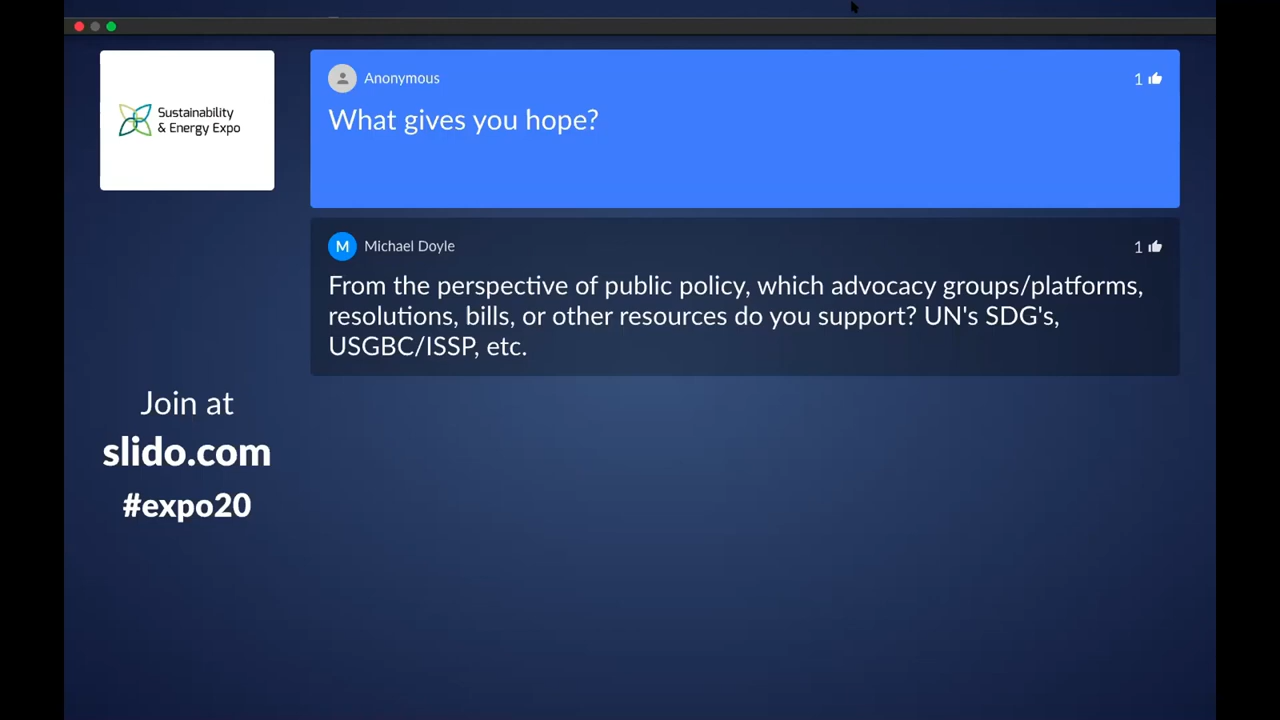 Sustainability
& Energy Expo
Anonymous
1
What gives you hope?
M
Michael Doyle
1
From the perspective of public policy, which advocacy groups/platforms,
resolutions, bills, or other resources do you support? UN's SDG's,
USGBC/ISSP, etc.
Join at
slido.com
#expo20